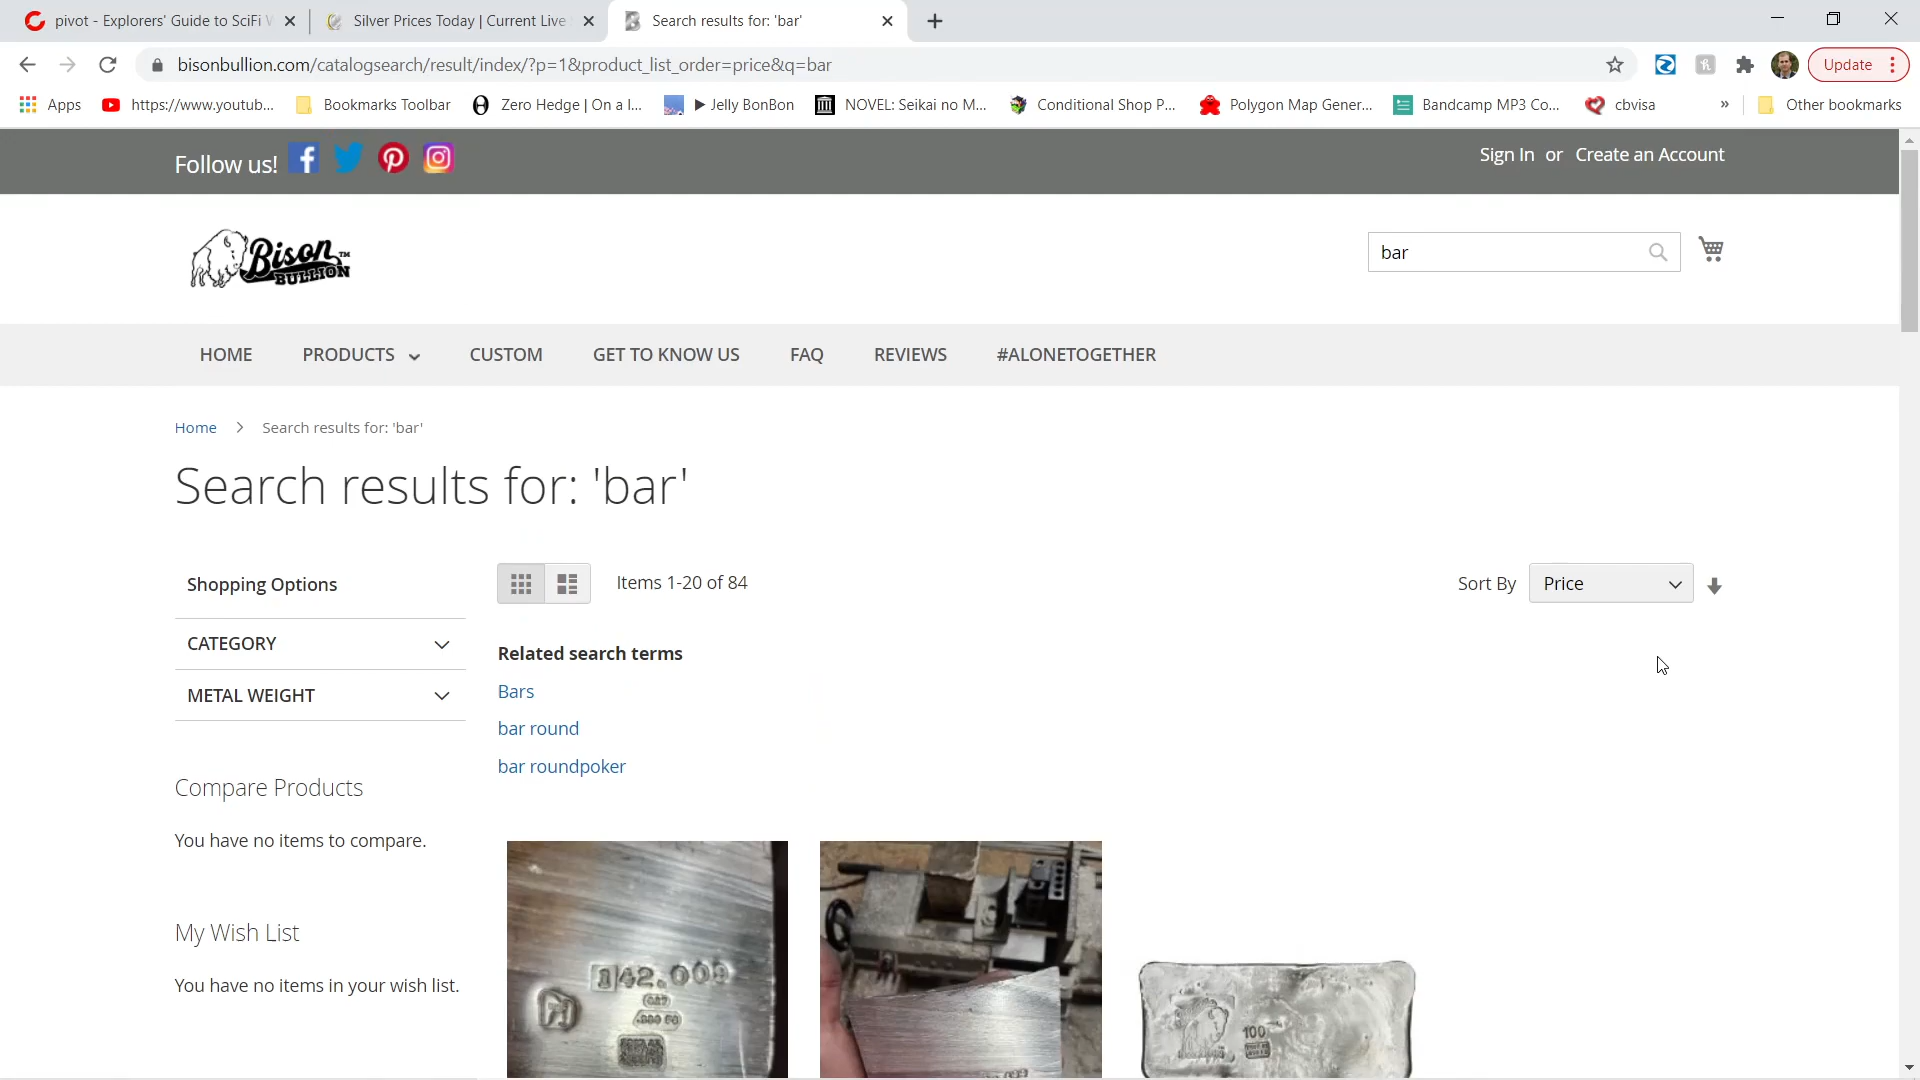 pivot - Explorers' Guide to SciFi
Silver Prices Today | Current Live
Search results for: 'bar'
bisonbullion.com/catalogsearch/result/index/?p=1&product_list_order=price&q=bar
Update
Apps
https://www.youtub...
Bookmarks Toolbar
Zero Hedge | On a l...
▶ Jelly BonBon
NOVEL: Seikai no M...
Conditional Shop P...
Polygon Map Gener...
Bandcamp MP3 Co...
cbvisa
»
Other bookmarks
Follow us!
Sign In or Create an Account
Bison™
BULLION
bar
HOME PRODUCTS CUSTOM GET TO KNOW US FAQ REVIEWS #ALONETOGETHER
Home > Search results for: 'bar'
Search results for: 'bar'
Shopping Options
Items 1-20 of 84
Sort By Price
CATEGORY
METAL WEIGHT
Related search terms
Bars
bar round
bar roundpoker
Compare Products
You have no items to compare.
My Wish List
You have no items in your wish list.
142.009
100